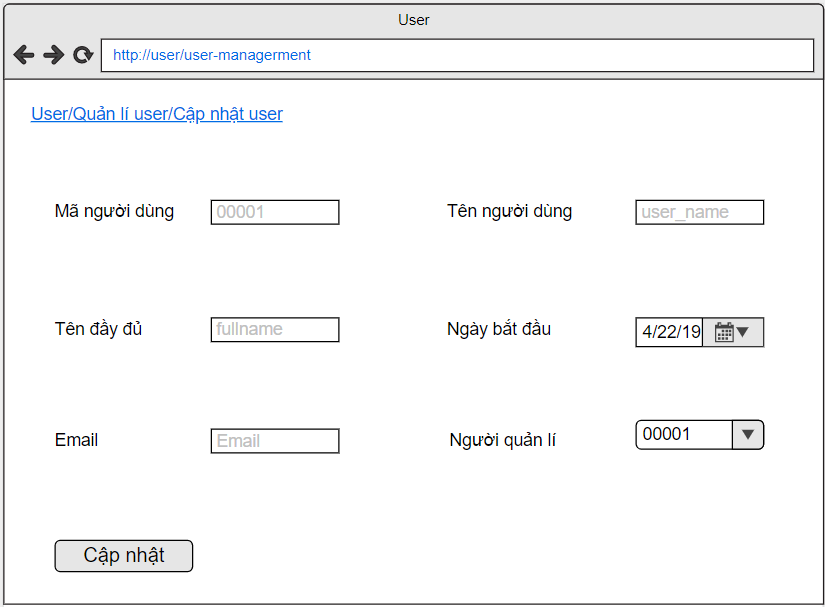 User
http://user/user-managerment
User/Quản lí user/Cập nhật user
Mã người dùng 00001 Tên người dùng user_name
Tên đầy đủ fullname Ngày bắt đầu 4/22/19
Email Email Người quản lí 00001
Cập nhật